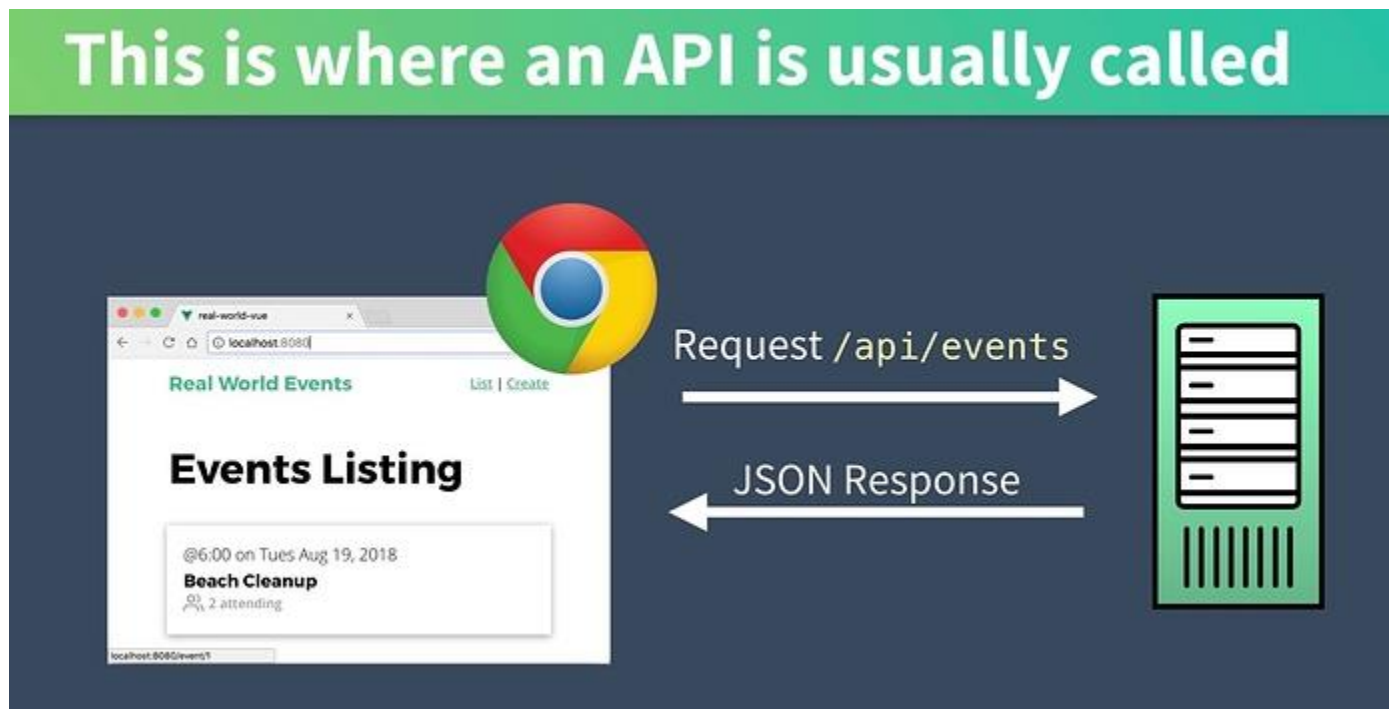 This is where an API is usually called
real-world-vue
localhost:8080
Real World Events
List | Create
Events Listing
@6:00 on Tues Aug 19, 2018
Beach Cleanup
2 attending
localhost:8080/event/1
Request /api/events
JSON Response